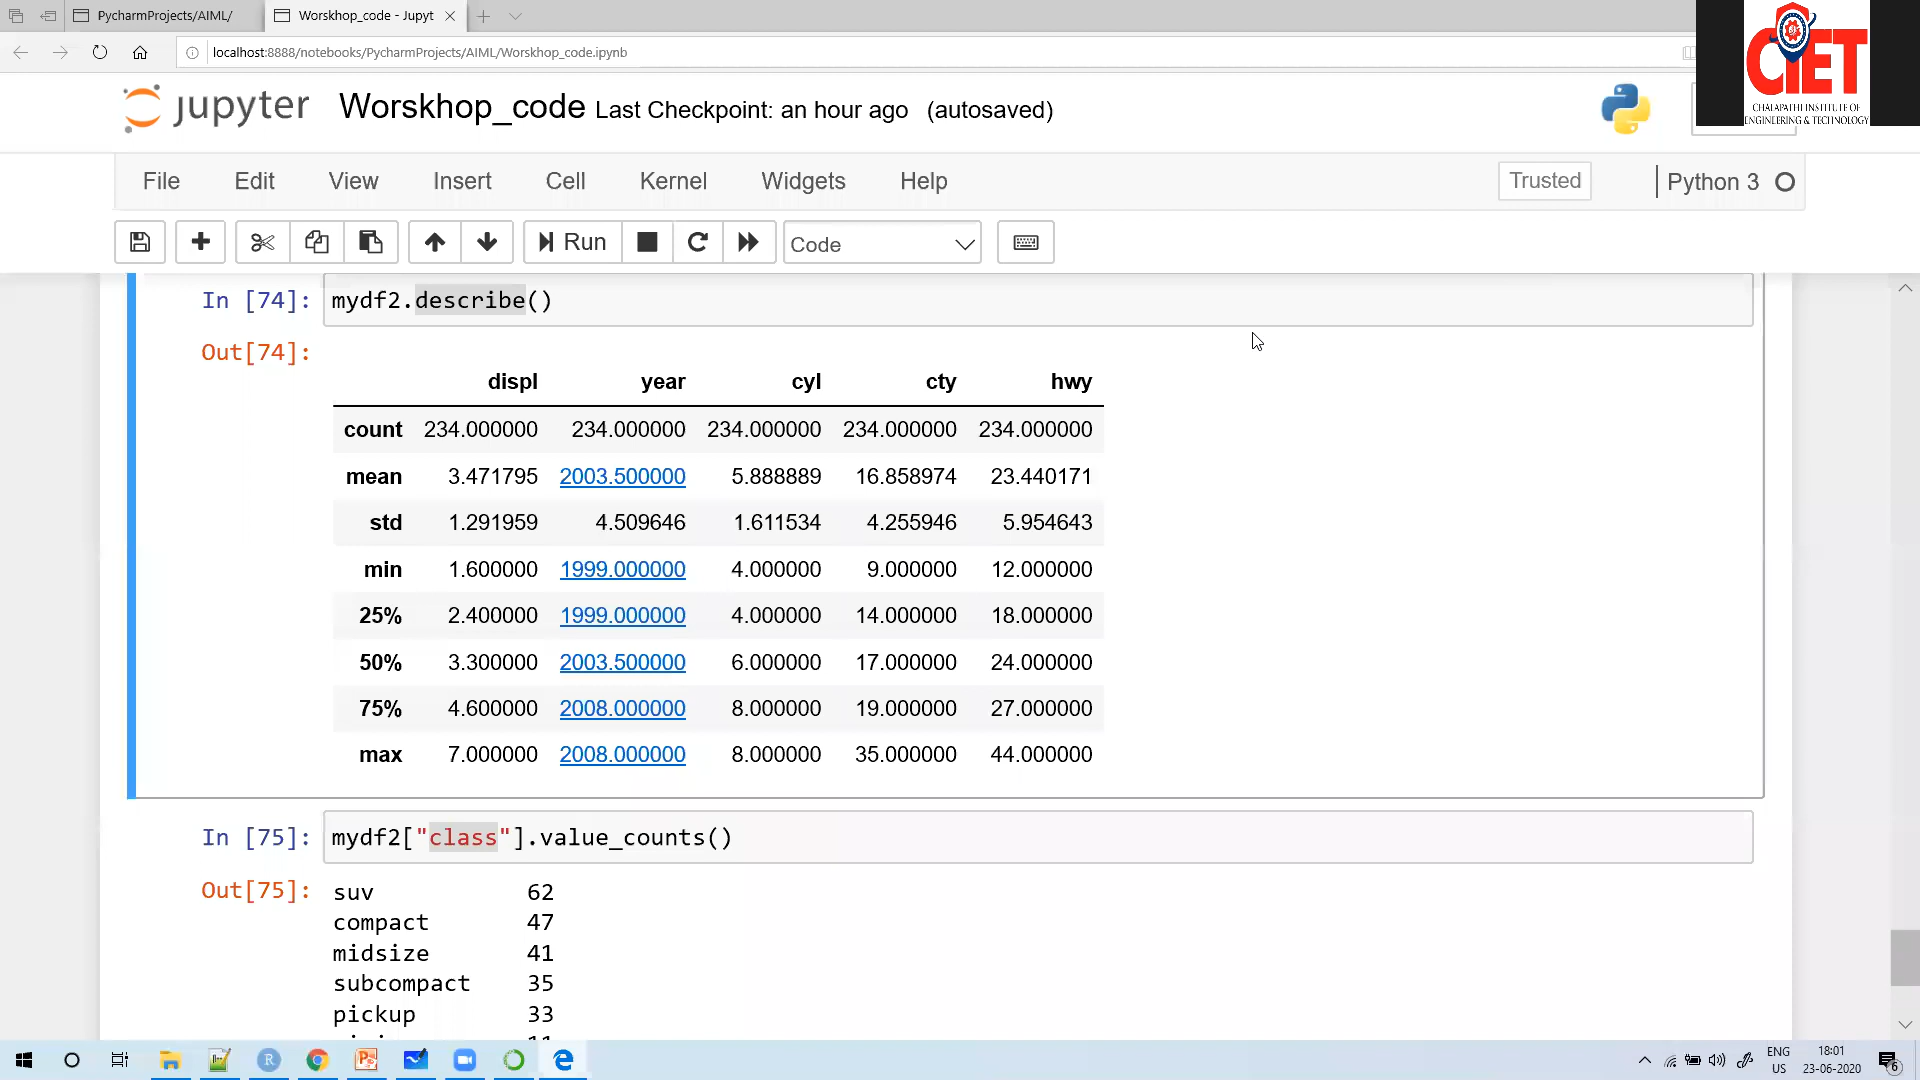 PycharmProjects/AIML/
Worskhop_code - Jupyt
localhost:8888/notebooks/PycharmProjects/AIML/Worskhop_code.ipynb
CIET
CHALAPATHI INSTITUTE OF
ENGINEERING & TECHNOLOGY
jupyter Worskhop_code Last Checkpoint: an hour ago (autosaved)
File Edit View Insert Cell Kernel Widgets Help Trusted Python 3
Run Code
In [74]: mydf2.describe()
Out[74]:
displ year cyl cty hwy
count 234.000000 234.000000 234.000000 234.000000 234.000000
mean 3.471795 2003.500000 5.888889 16.858974 23.440171
std 1.291959 4.509646 1.611534 4.255946 5.954643
min 1.600000 1999.000000 4.000000 9.000000 12.000000
25% 2.400000 1999.000000 4.000000 14.000000 18.000000
50% 3.300000 2003.500000 6.000000 17.000000 24.000000
75% 4.600000 2008.000000 8.000000 19.000000 27.000000
max 7.000000 2008.000000 8.000000 35.000000 44.000000
In [75]: mydf2["class"].value_counts()
Out[75]: suv 62
compact 47
midsize 41
subcompact 35
pickup 33
ENG
US
18:01
23-06-2020
6